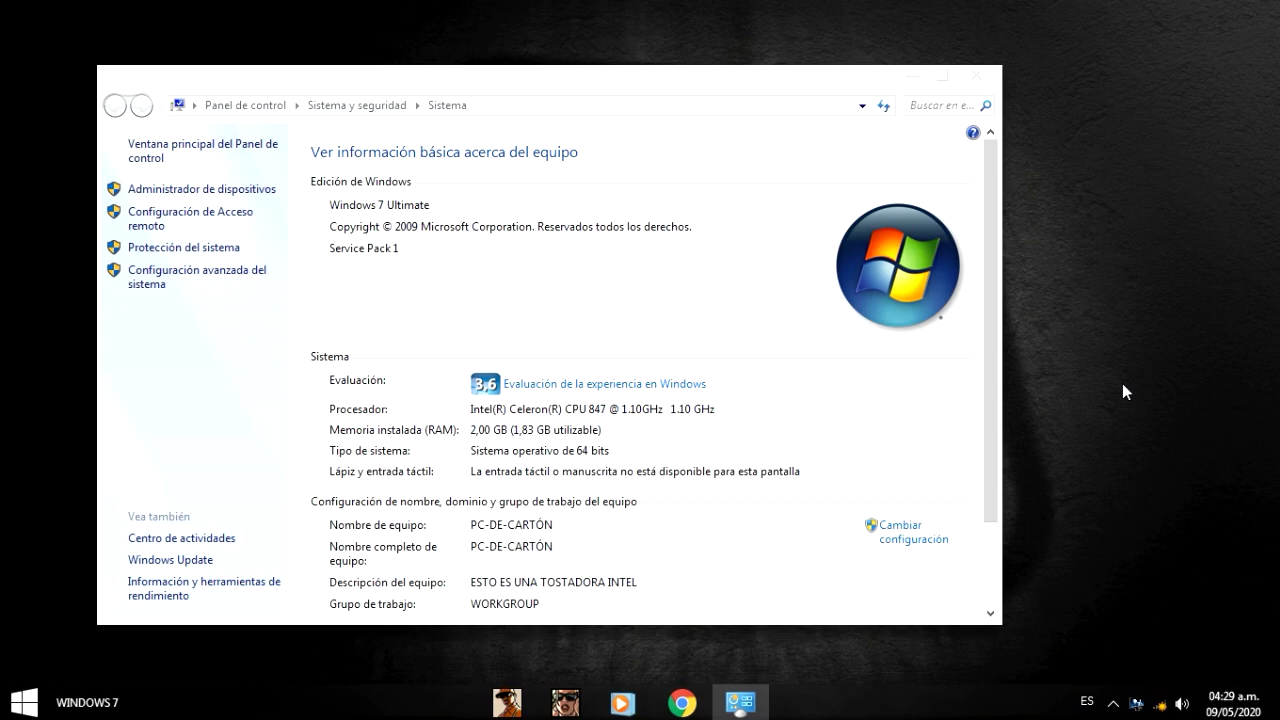 Panel de control
Sistema y seguridad
Sistema
Buscar en e...
Ventana principal del Panel de
control
Administrador de dispositivos
Configuración de Acceso
remoto
Protección del sistema
Configuración avanzada del
sistema
Vea también
Centro de actividades
Windows Update
Información y herramientas de
rendimiento
Ver información básica acerca del equipo
Edición de Windows
Windows 7 Ultimate
Copyright © 2009 Microsoft Corporation. Reservados todos los derechos.
Service Pack 1
Sistema
Evaluación: 3,6 Evaluación de la experiencia en Windows
Procesador: Intel(R) Celeron(R) CPU 847 @ 1.10GHz 1.10 GHz
Memoria instalada (RAM): 2,00 GB (1,83 GB utilizable)
Tipo de sistema: Sistema operativo de 64 bits
Lápiz y entrada táctil: La entrada táctil o manuscrita no está disponible para esta pantalla
Configuración de nombre, dominio y grupo de trabajo del equipo
Nombre de equipo: PC-DE-CARTÓN
Cambiar
configuración
Nombre completo de
equipo: PC-DE-CARTÓN
Descripción del equipo: ESTO ES UNA TOSTADORA INTEL
Grupo de trabajo: WORKGROUP
WINDOWS 7
ES
04:29 a.m.
09/05/2020